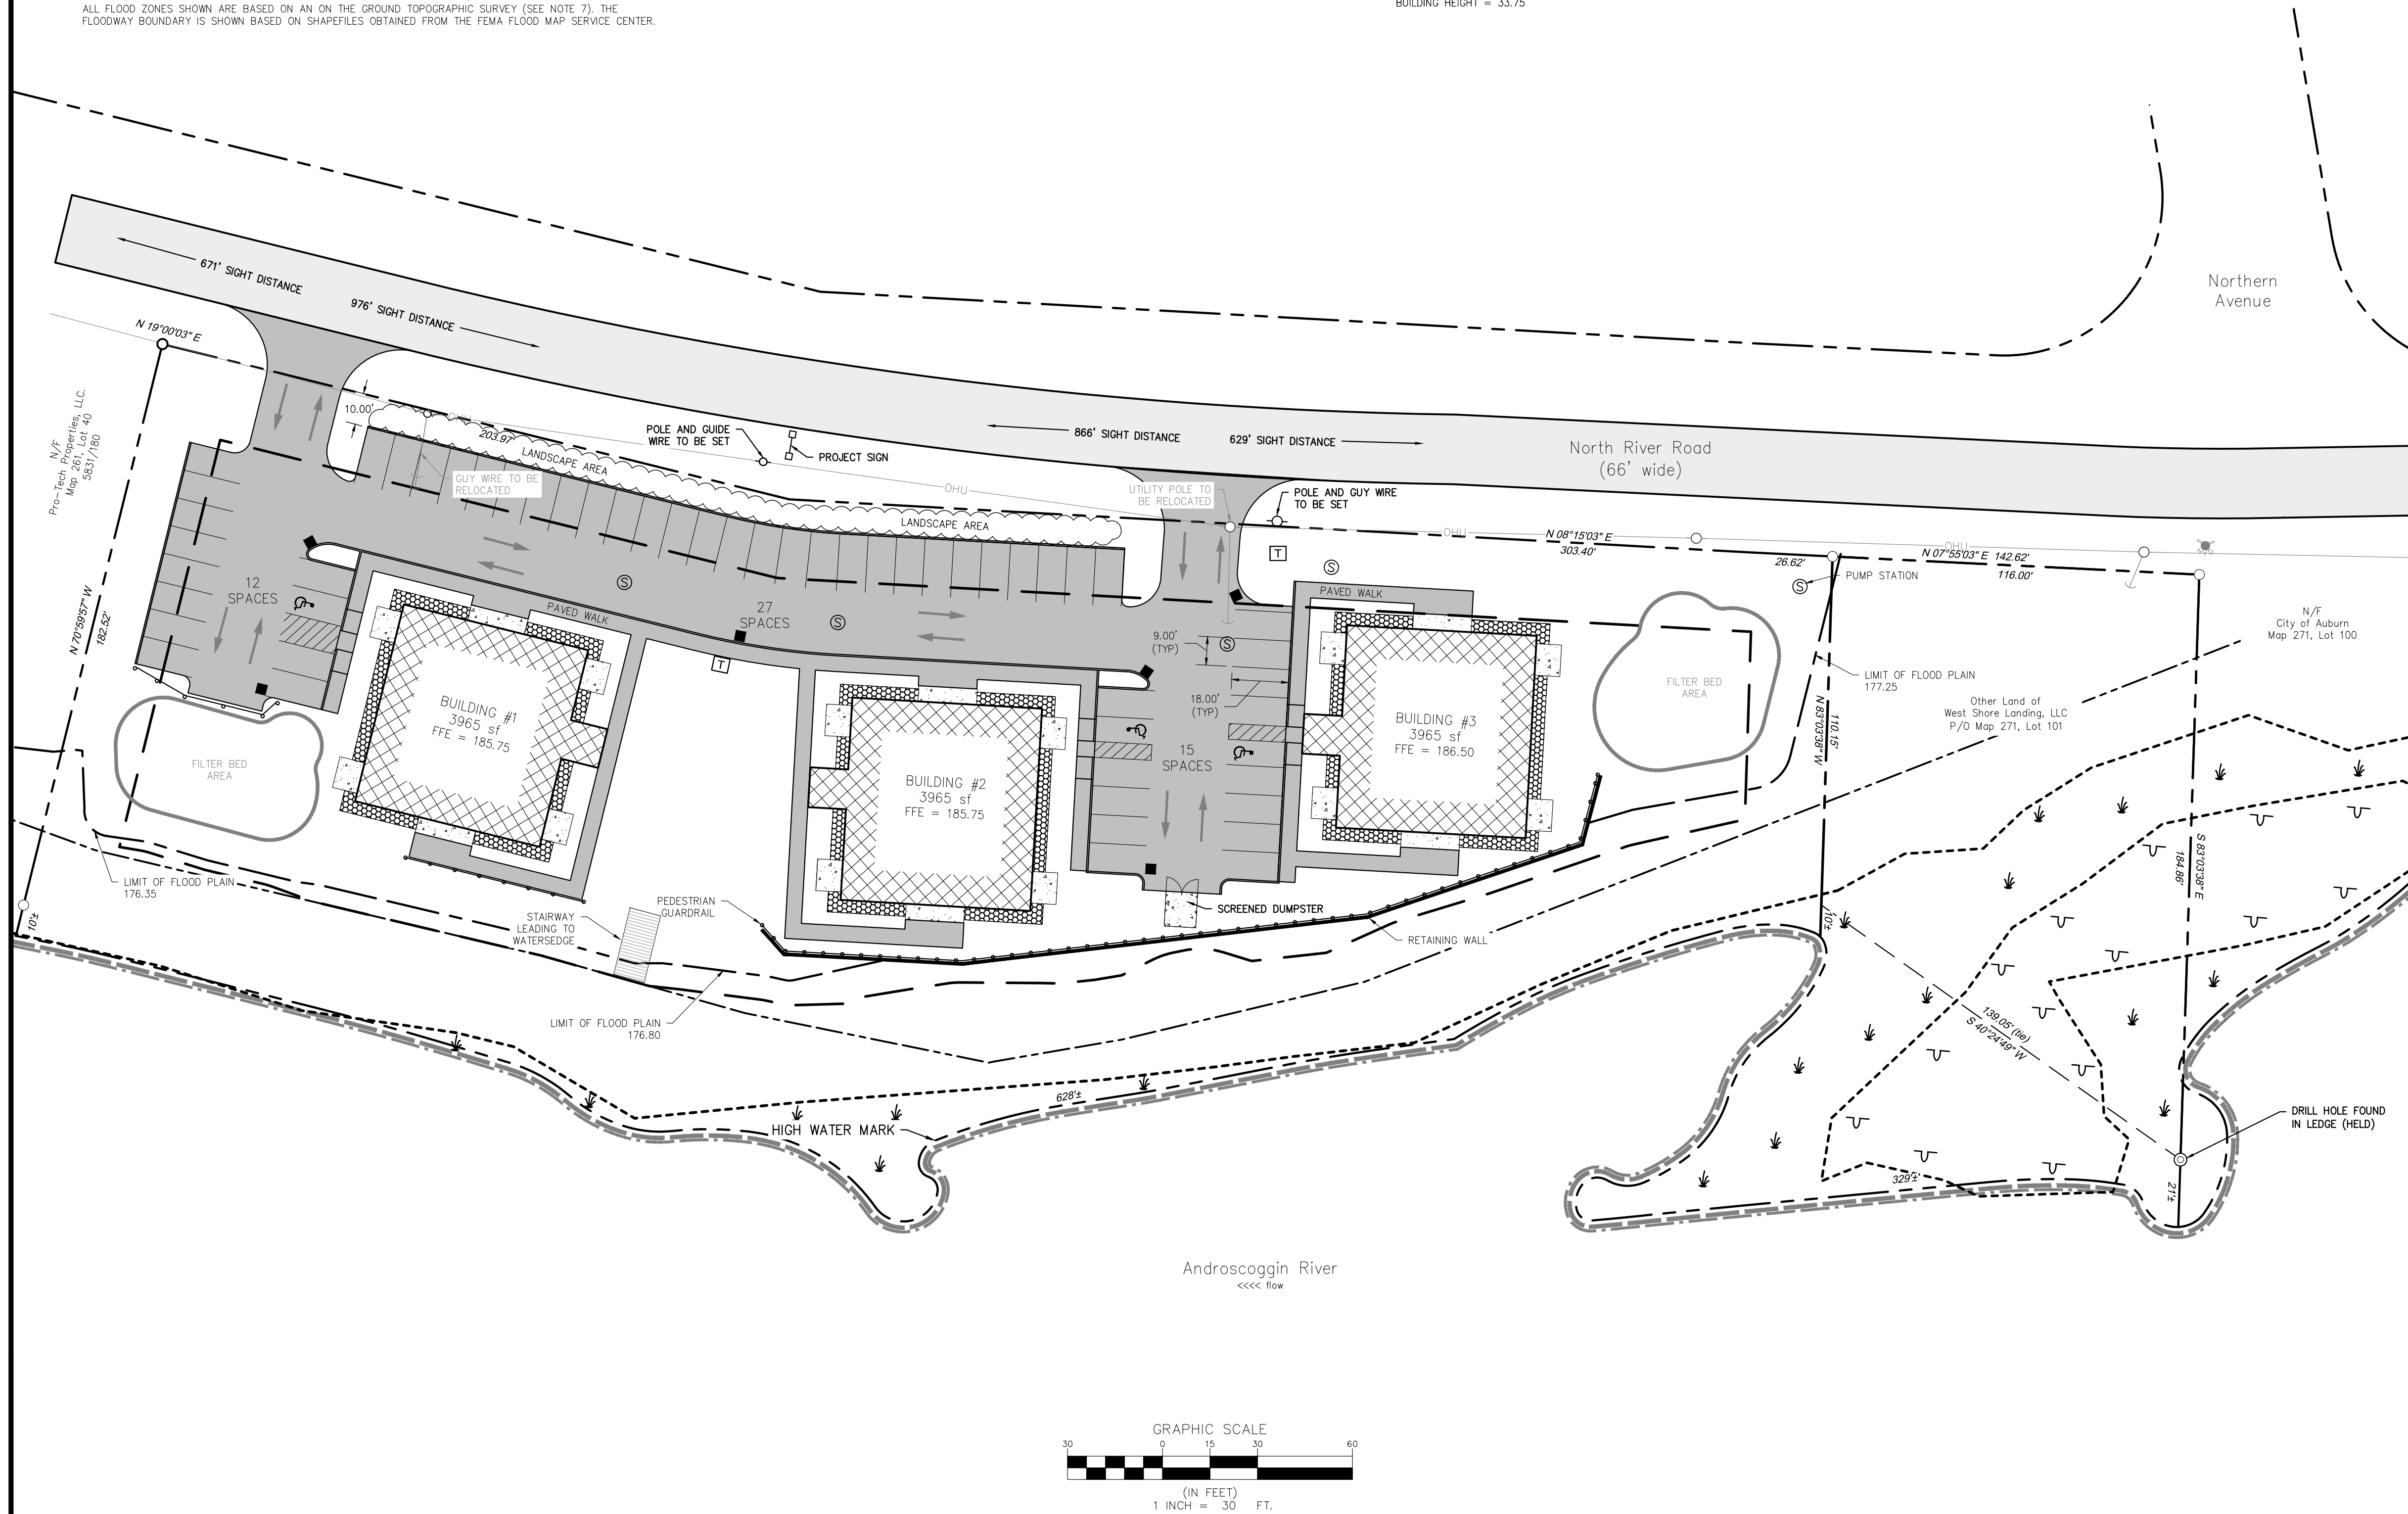 ALL FLOOD ZONES SHOWN ARE BASED ON AN ON THE GROUND TOPOGRAPHIC SURVEY (SEE NOTE 7). THE
FLOODWAY BOUNDARY IS SHOWN BASED ON SHAPEFILES OBTAINED FROM THE FEMA FLOOD MAP SERVICE CENTER.
BUILDING HEIGHT = 33.75
Northern
Avenue
671' SIGHT DISTANCE
976' SIGHT DISTANCE
N 19°00'03" E
866' SIGHT DISTANCE
629' SIGHT DISTANCE
North River Road
(66' wide)
N/F
Pro-Tech Properties, LLC.
Map 261, Lot 40
5831/180
10.00'
OHU
203.97'
LANDSCAPE AREA
GUY WIRE TO BE
RELOCATED
POLE AND GUIDE
WIRE TO BE SET
PROJECT SIGN
OHU
LANDSCAPE AREA
UTILITY POLE TO
BE RELOCATED
POLE AND GUY WIRE
TO BE SET
OHU
N 08°15'03" E
303.40'
26.62'
OHU
N 07°55'03" E 142.62'
116.00'
T
S
S
PUMP STATION
N/F
City of Auburn
Map 271, Lot 100
N 70°59'57" W
182.52'
12
SPACES
S
PAVED WALK
27
SPACES
S
T
9.00'
(TYP)
S
PAVED WALK
18.00'
(TYP)
15
SPACES
FILTER BED
AREA
LIMIT OF FLOOD PLAIN
177.25
Other Land of
West Shore Landing, LLC
P/O Map 271, Lot 101
N 83°03'38" W
110.15'
BUILDING #1
3965 sf
FFE = 185.75
BUILDING #2
3965 sf
FFE = 185.75
BUILDING #3
3965 sf
FFE = 186.50
FILTER BED
AREA
S 83°03'38" E
184.86'
LIMIT OF FLOOD PLAIN
176.35
10'±
STAIRWAY
LEADING TO
WATERSEDGE
PEDESTRIAN
GUARDRAIL
SCREENED DUMPSTER
RETAINING WALL
10'±
LIMIT OF FLOOD PLAIN
176.80
139.05' (tie)
S 40°24'49" W
628'±
HIGH WATER MARK
DRILL HOLE FOUND
IN LEDGE (HELD)
329'±
21'±
Androscoggin River
<<<< flow
GRAPHIC SCALE
30 0 15 30 60
(IN FEET)
1 INCH = 30 FT.